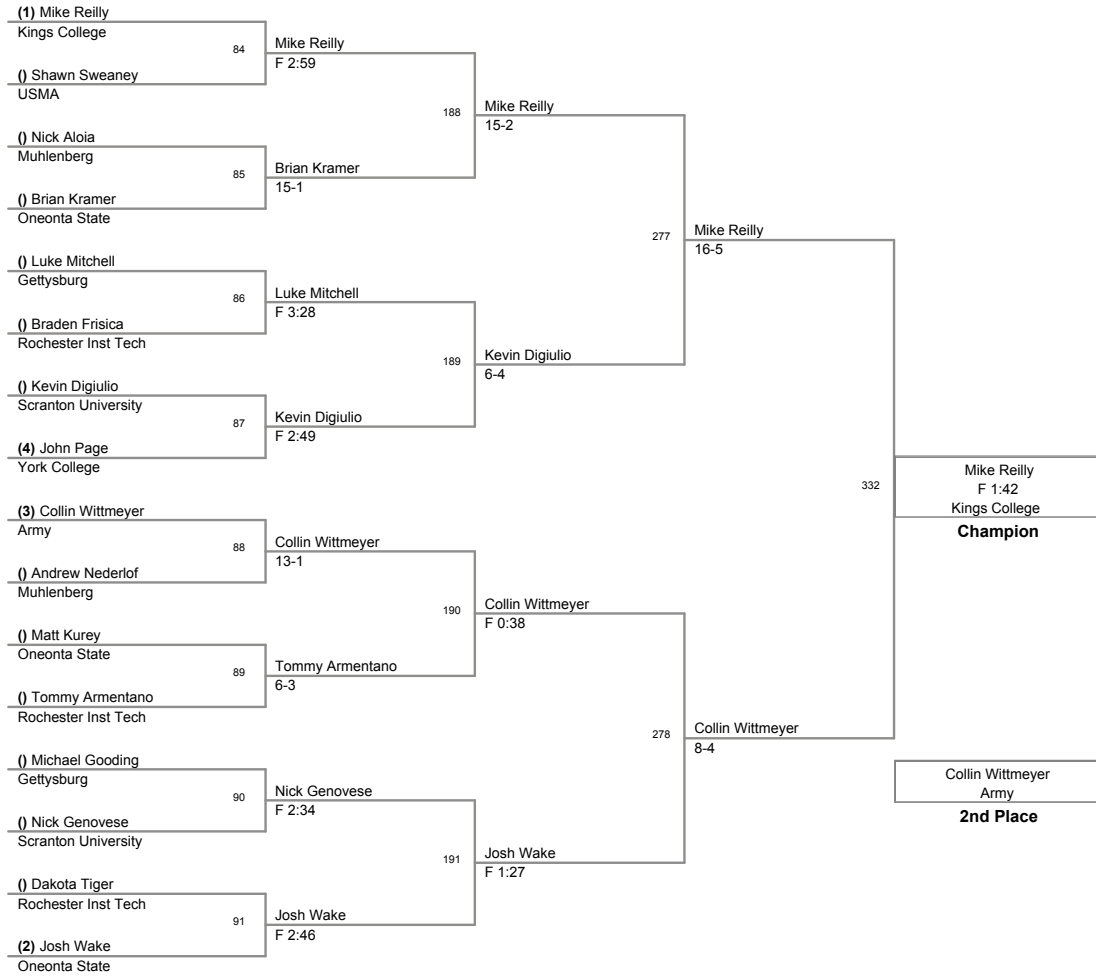 (1) Mike Reilly
Kings College
() Shawn Sweaney
USMA
() Nick Aloia
Muhlenberg
() Brian Kramer
Oneonta State
() Luke Mitchell
Gettysburg
() Braden Frisica
Rochester Inst Tech
() Kevin Digiulio
Scranton University
(4) John Page
York College
(3) Collin Wittmeyer
Army
() Andrew Nederlof
Muhlenberg
() Matt Kurey
Oneonta State
() Tommy Armentano
Rochester Inst Tech
() Michael Gooding
Gettysburg
() Nick Genovese
Scranton University
() Dakota Tiger
Rochester Inst Tech
(2) Josh Wake
Oneonta State
84
Mike Reilly
F 2:59
85
Brian Kramer
15-1
86
Luke Mitchell
F 3:28
87
Kevin Digiulio
F 2:49
88
Collin Wittmeyer
13-1
89
Tommy Armentano
6-3
90
Nick Genovese
F 2:34
91
Josh Wake
F 2:46
188
Mike Reilly
15-2
189
Kevin Digiulio
6-4
190
Collin Wittmeyer
F 0:38
191
Josh Wake
F 1:27
277
Mike Reilly
16-5
278
Collin Wittmeyer
8-4
332
Mike Reilly
F 1:42
Kings College
Champion
Collin Wittmeyer
Army
2nd Place